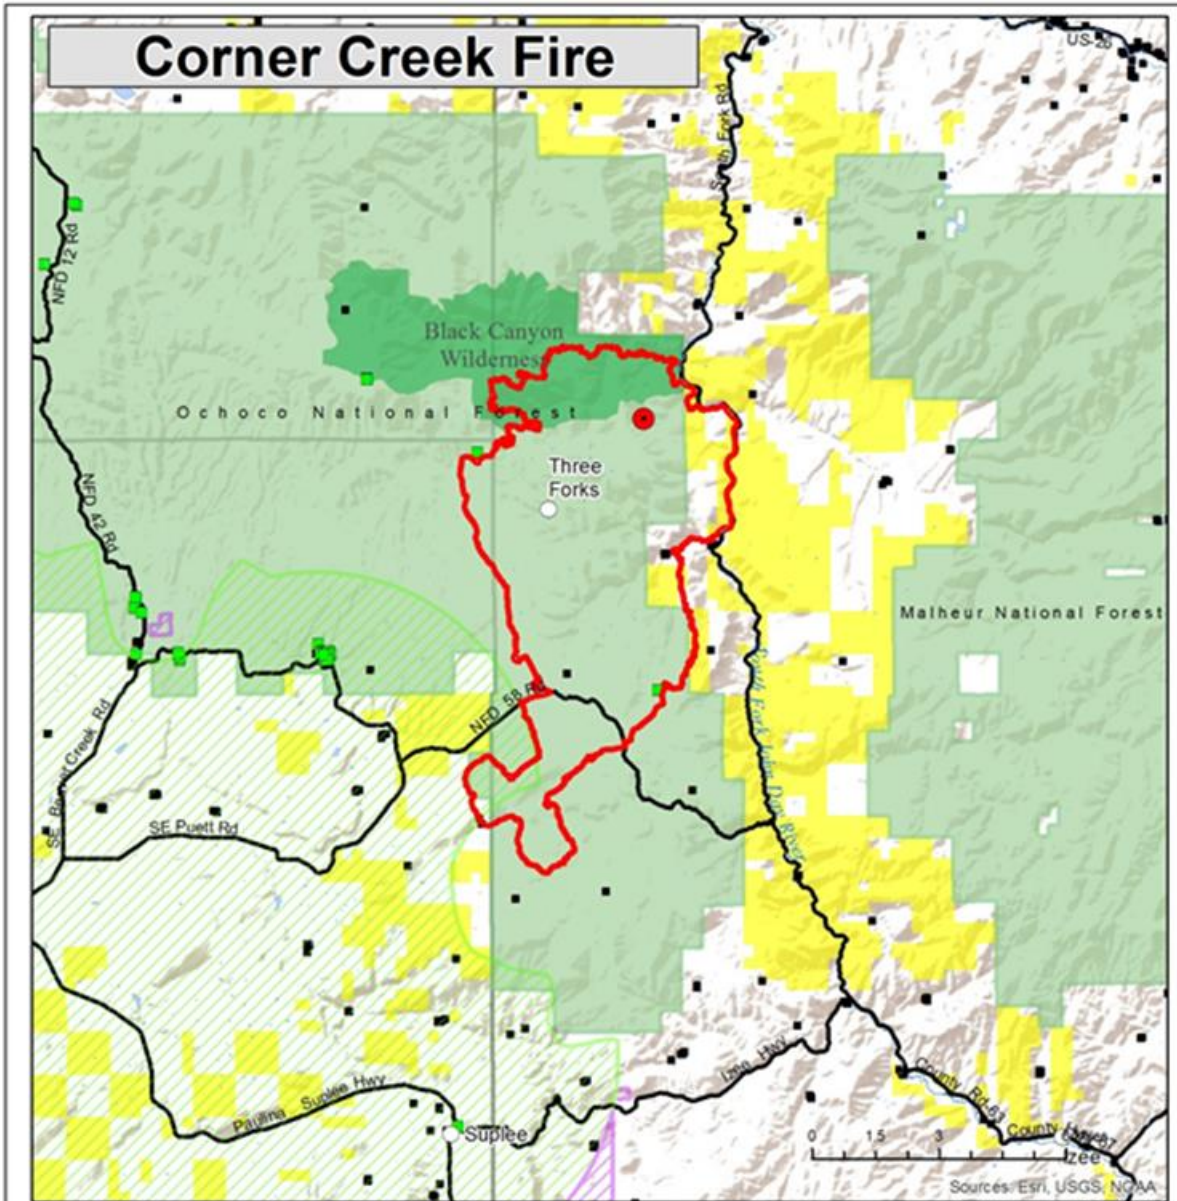 Corner Creek Fire
US-26
South Fork Rd
NFD 12 Rd
Black Canyon
Wilderness
Ochoco National Forest
Three
Forks
NFD 42 Rd
Malheur National Forest
NFD 58 Rd
South Fork John Day River
SE Puett Rd
Izee Hwy
Paulina Suplee Hwy
Suplee
County Rd-63
County
Izee
0 1.5 3
Sources: Esri, USGS, NOAA